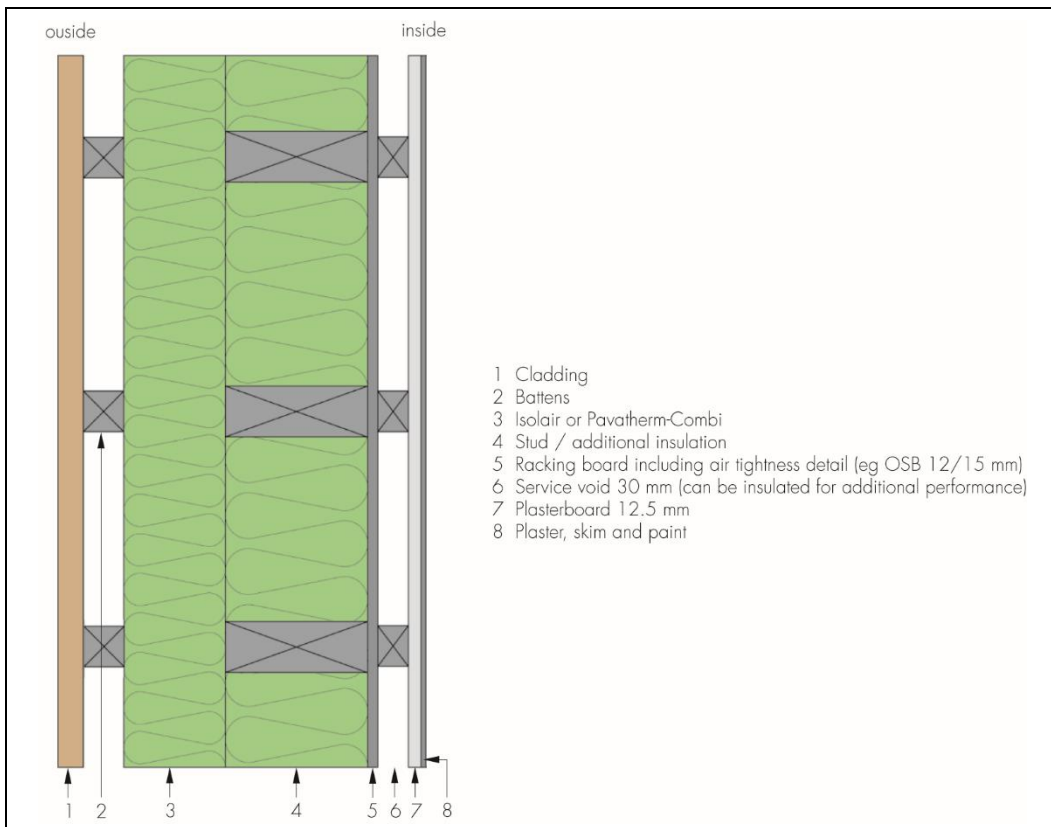 ouside
inside
1 Cladding
2 Battens
3 Isolair or Pavatherm-Combi
4 Stud / additional insulation
5 Racking board including air tightness detail (eg OSB 12/15 mm)
6 Service void 30 mm (can be insulated for additional performance)
7 Plasterboard 12.5 mm
8 Plaster, skim and paint
1 2 3 4 5 6 7 8